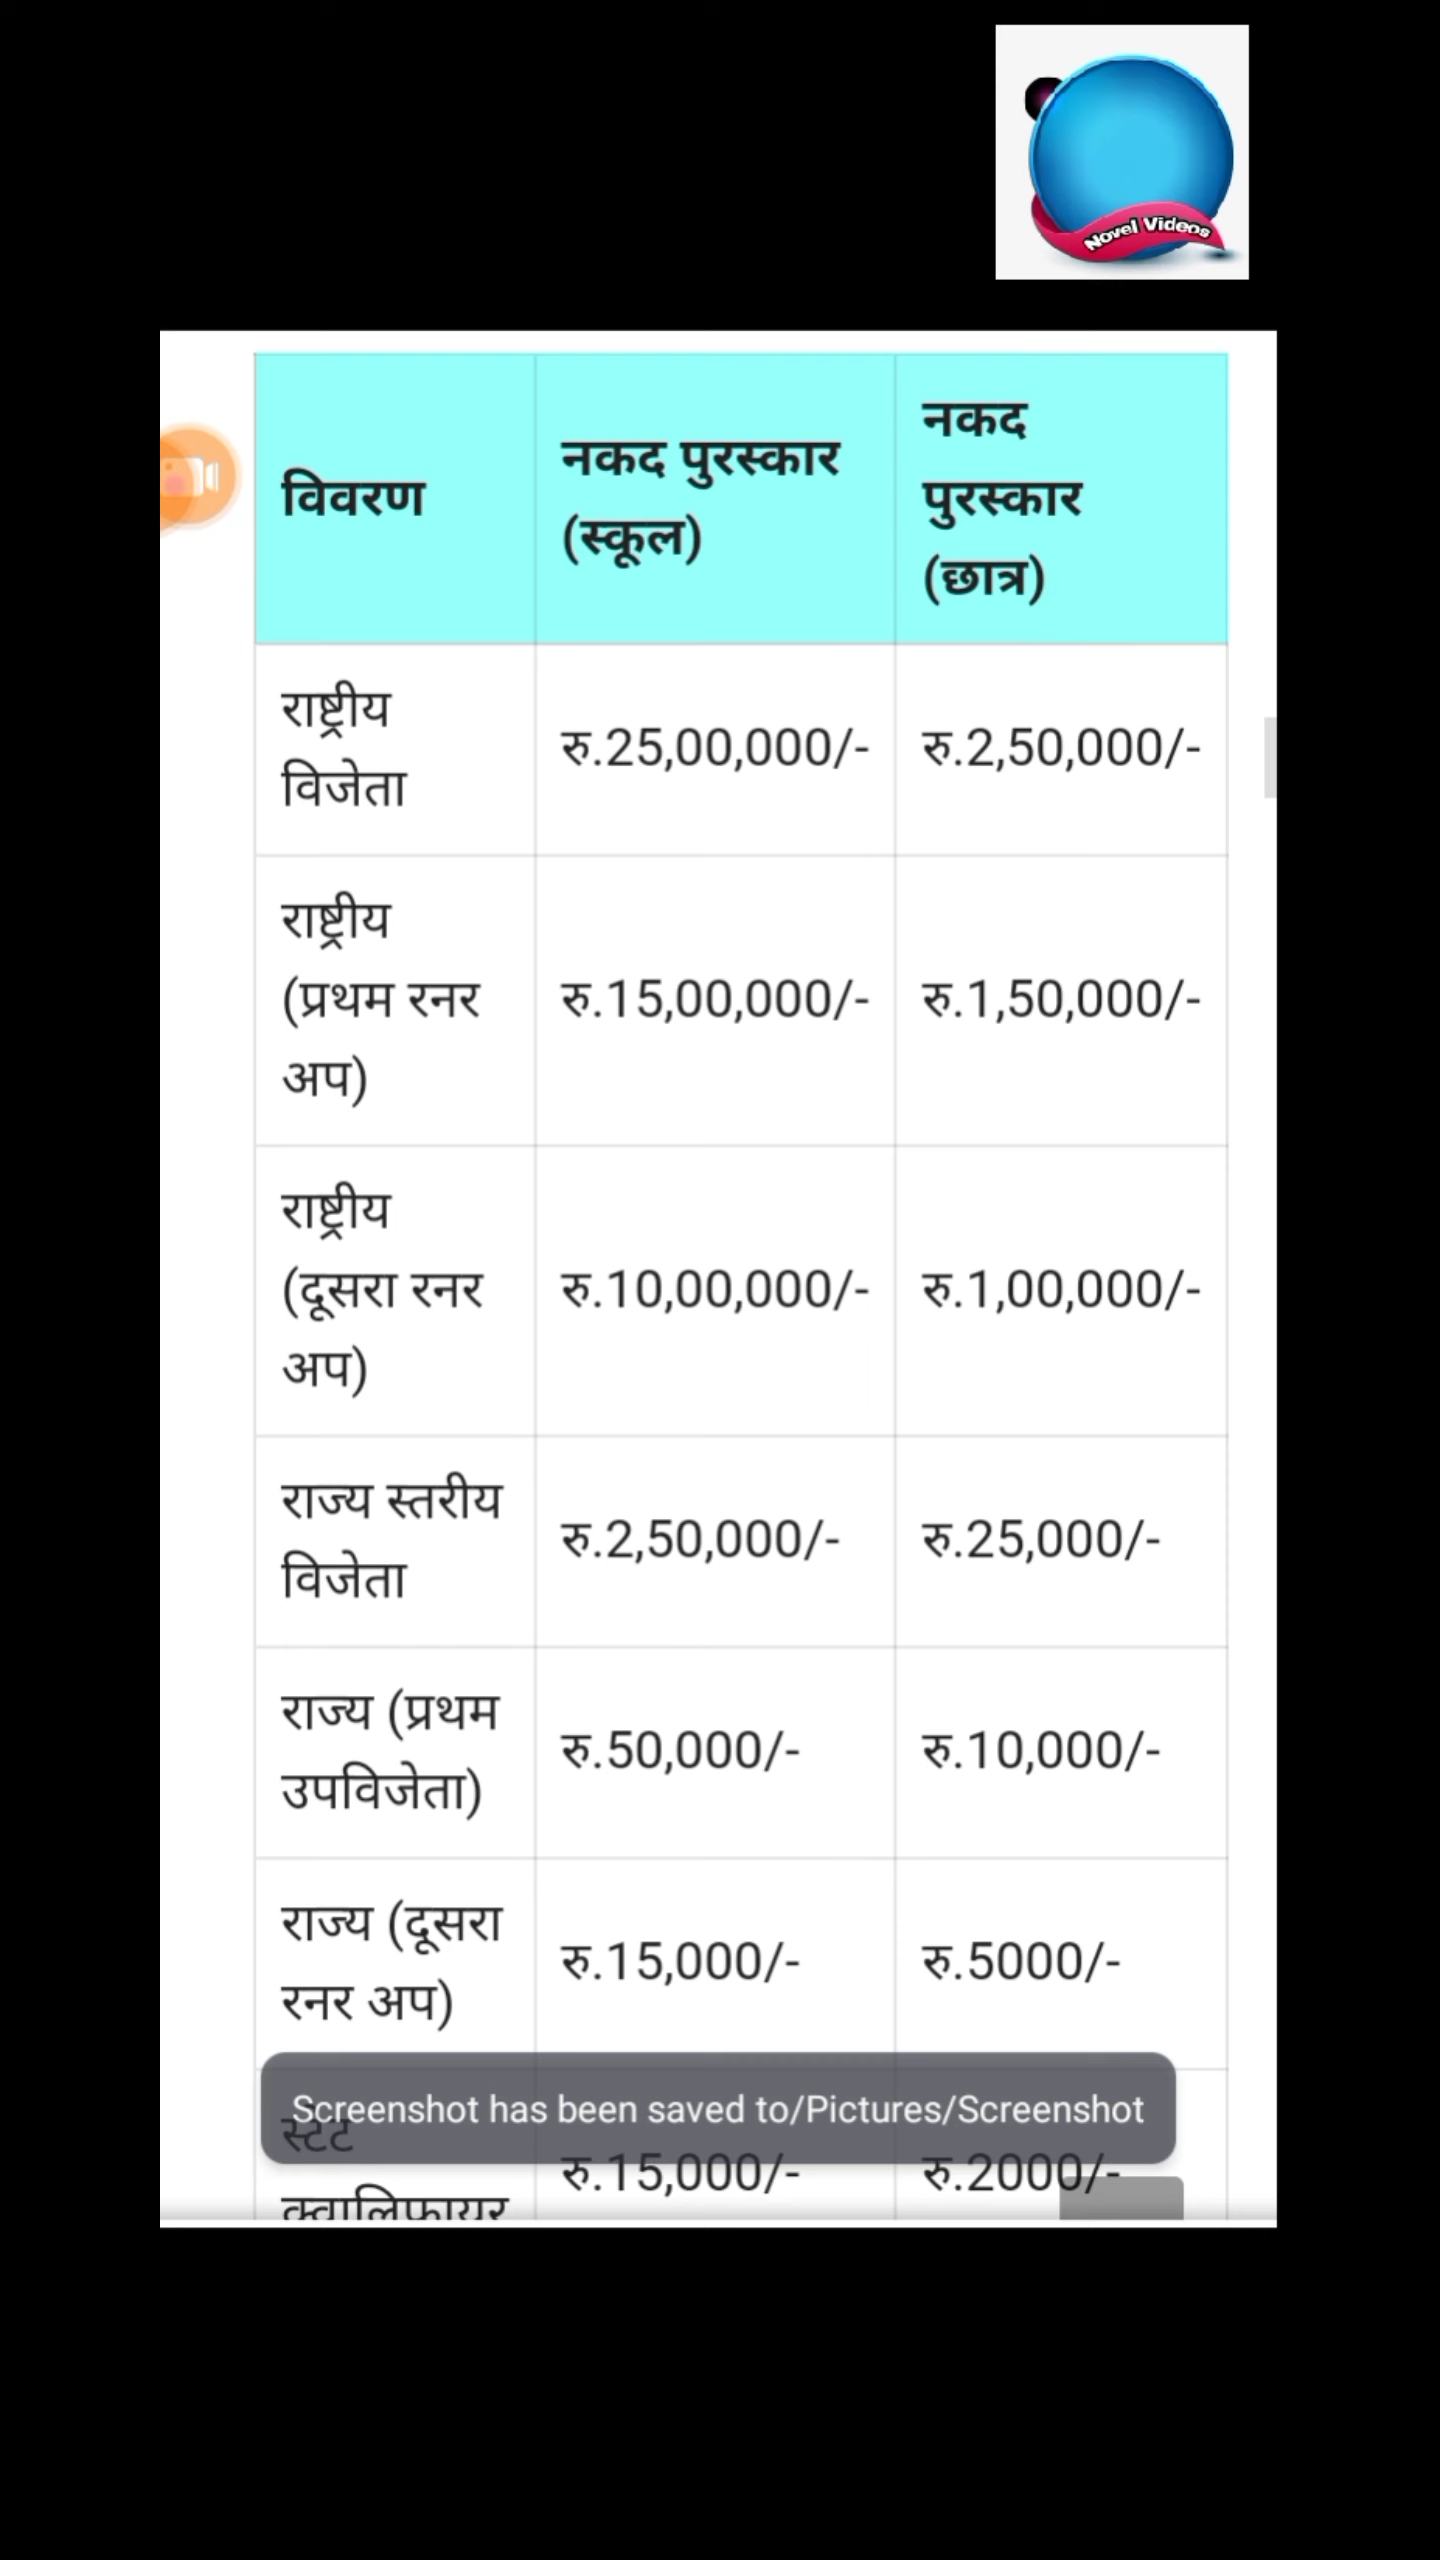 Novel Videos
विवरण
नकद पुरस्कार
(स्कूल)
नकद
पुरस्कार
(छात्र)
राष्ट्रीय
विजेता
रु.25,00,000/-
रु.2,50,000/-
राष्ट्रीय
(प्रथम रनर
अप)
रु.15,00,000/-
रु.1,50,000/-
राष्ट्रीय
(दूसरा रनर
अप)
रु.10,00,000/-
रु.1,00,000/-
राज्य स्तरीय
विजेता
रु.2,50,000/-
रु.25,000/-
राज्य (प्रथम
उपविजेता)
रु.50,000/-
रु.10,000/-
राज्य (दूसरा
रनर अप)
रु.15,000/-
रु.5000/-
Screenshot has been saved to/Pictures/Screenshot
रु.15,000/-
रु.2000/-
क्वालिफायर